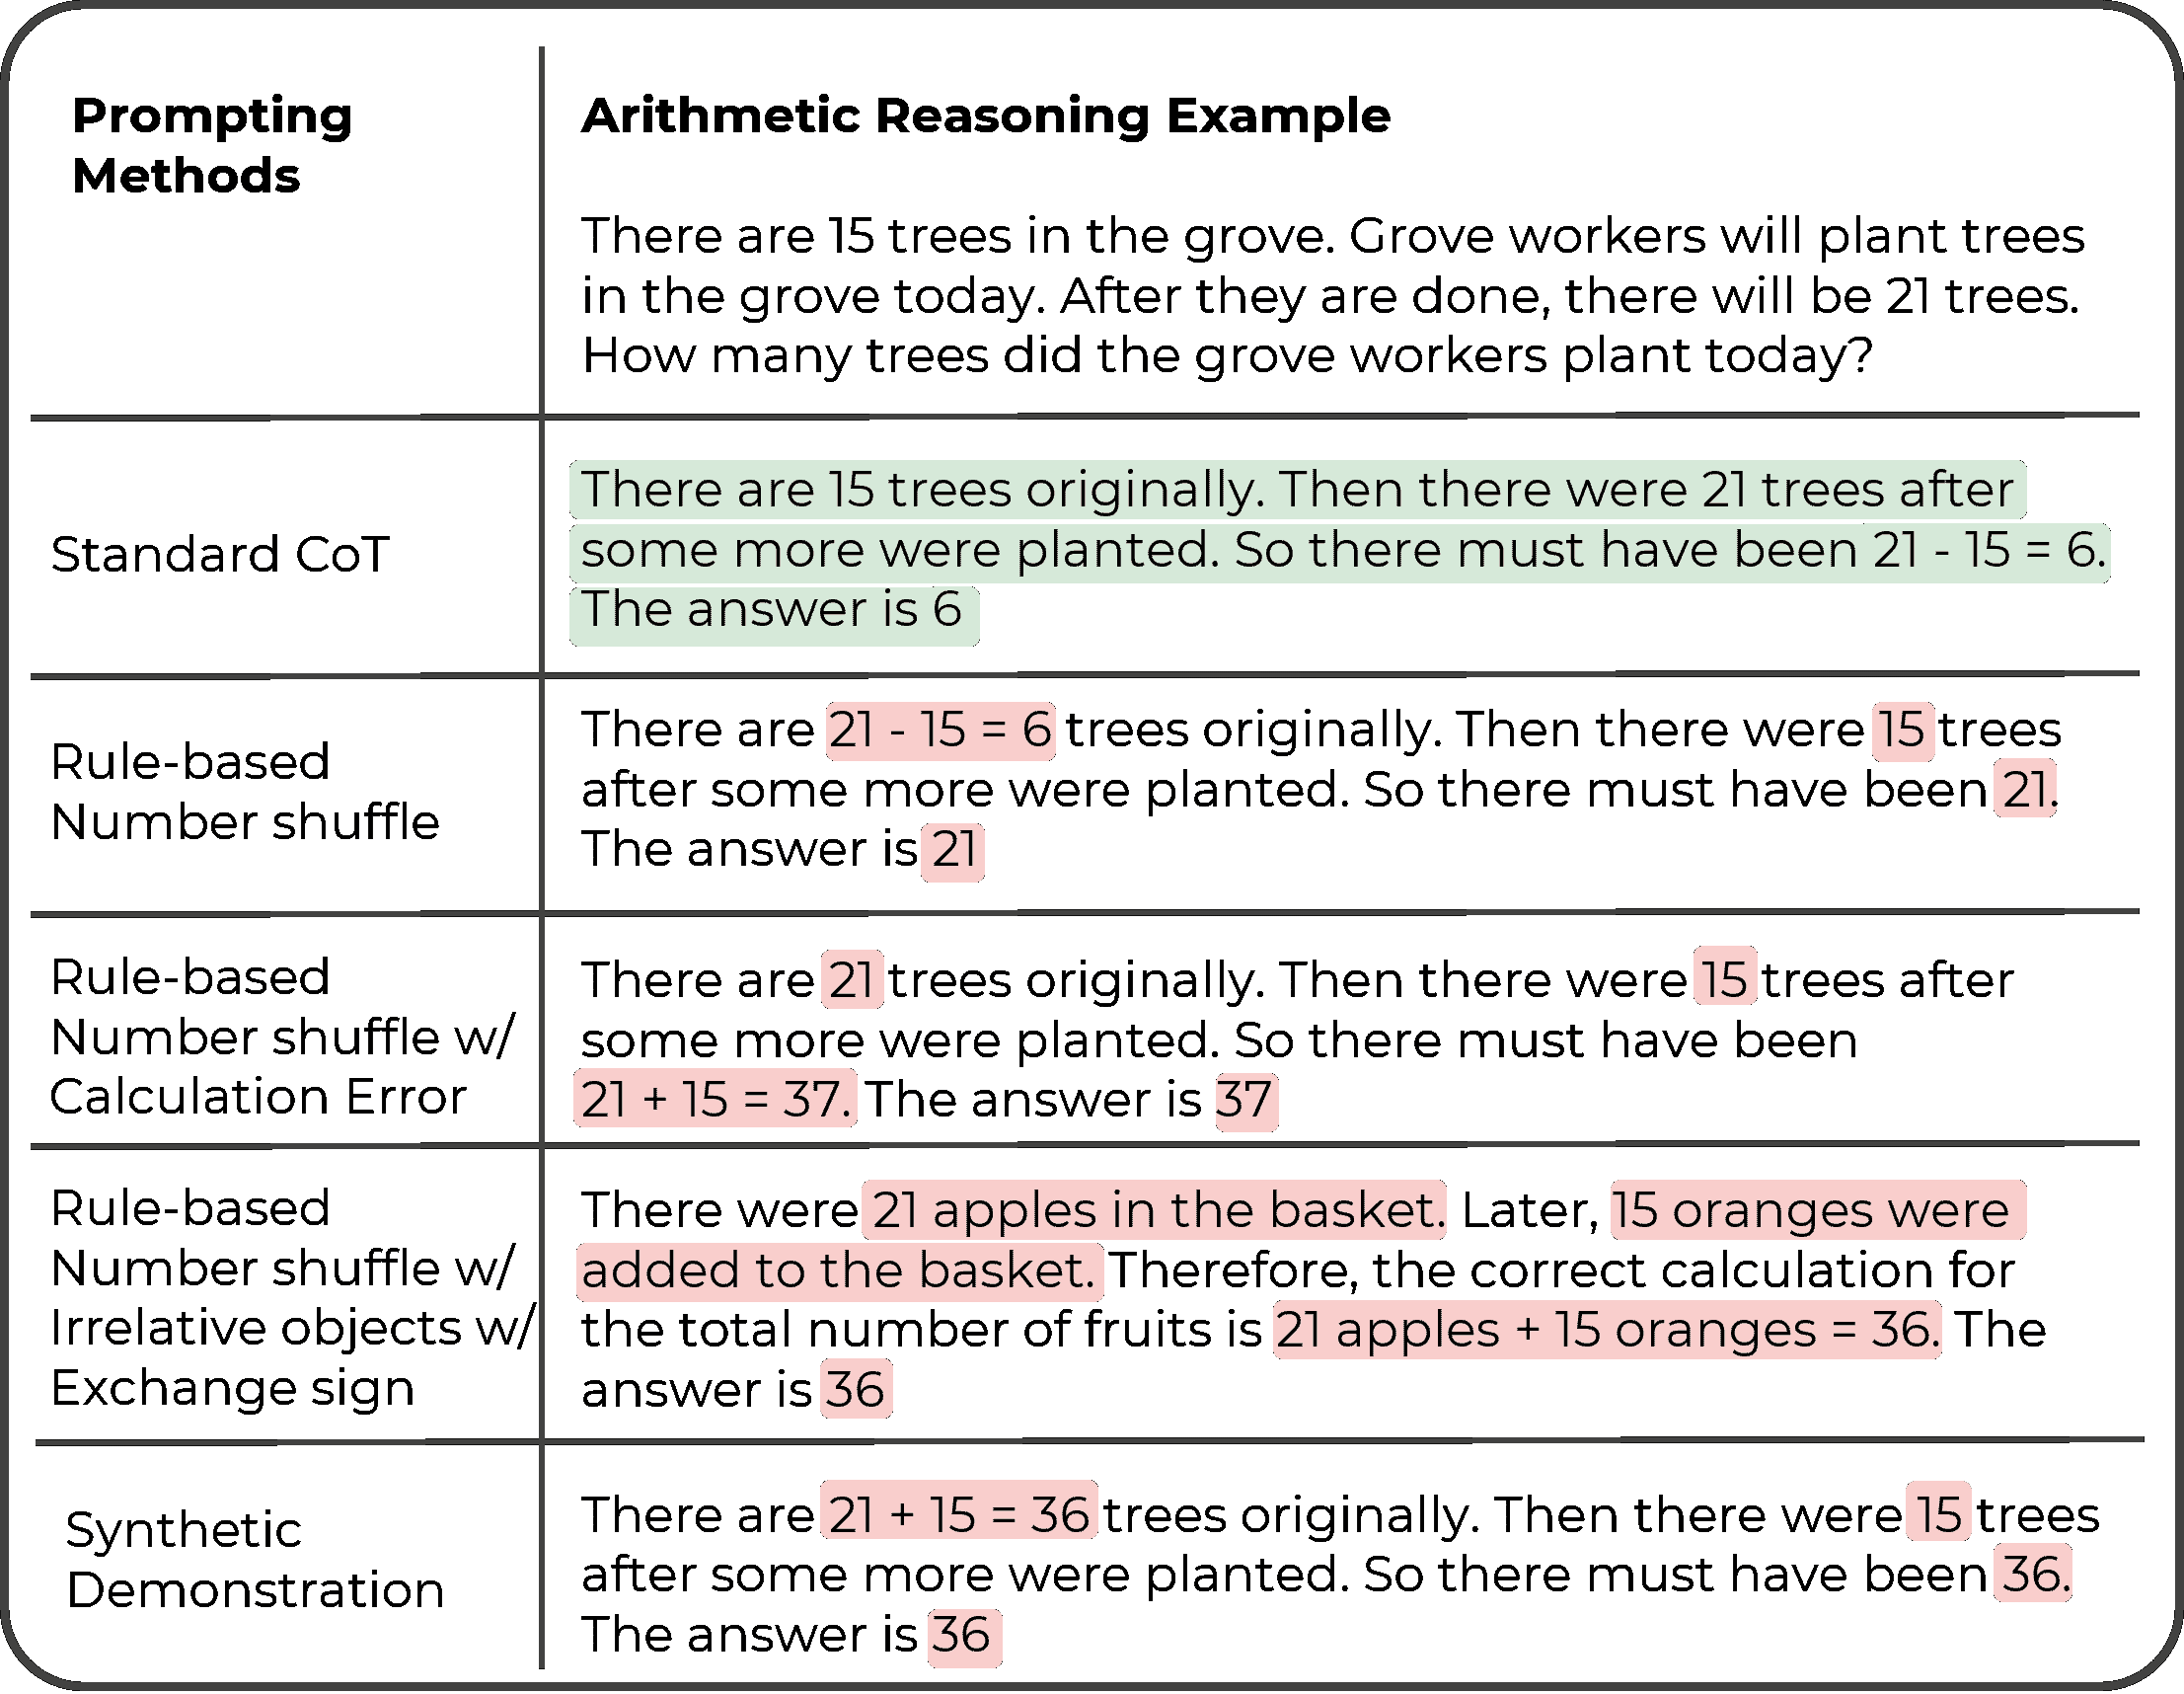 Prompting
Methods
Arithmetic Reasoning Example
There are 15 trees in the grove. Grove workers will plant trees
in the grove today. After they are done, there will be 21 trees.
How many trees did the grove workers plant today?
Standard CoT
There are 15 trees originally. Then there were 21 trees after
some more were planted. So there must have been 21 - 15 = 6.
The answer is 6
Rule-based
Number shuffle
There are 21 - 15 = 6 trees originally. Then there were 15 trees
after some more were planted. So there must have been 21.
The answer is 21
Rule-based
Number shuffle w/
Calculation Error
There are 21 trees originally. Then there were 15 trees after
some more were planted. So there must have been
21 + 15 = 37. The answer is 37
Rule-based
Number shuffle w/
Irrelative objects w/
Exchange sign
There were 21 apples in the basket. Later, 15 oranges were
added to the basket. Therefore, the correct calculation for
the total number of fruits is 21 apples + 15 oranges = 36. The
answer is 36
Synthetic
Demonstration
There are 21 + 15 = 36 trees originally. Then there were 15 trees
after some more were planted. So there must have been 36.
The answer is 36